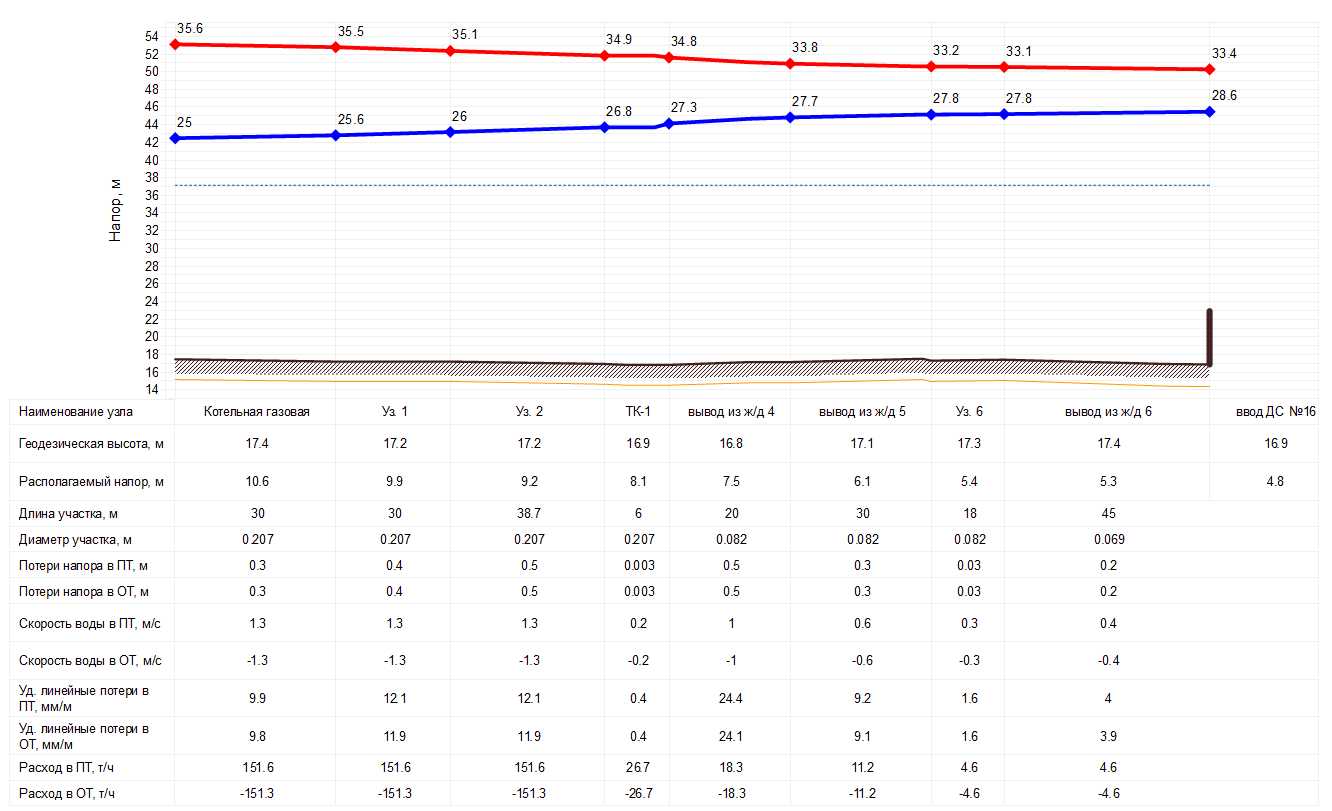 35.6
35.5
35.1
34.9
34.8
33.8
33.2
33.1
33.4
25
25.6
26
26.8
27.3
27.7
27.8
27.8
28.6
Напор, м
54
52
50
48
46
44
42
40
38
36
34
32
30
28
26
24
22
20
18
16
14
Наименование узла Котельная газовая Уз. 1 Уз. 2 ТК-1 вывод из ж/д 4 вывод из ж/д 5 Уз. 6 вывод из ж/д 6 ввод ДС №16
Геодезическая высота, м 17.4 17.2 17.2 16.9 16.8 17.1 17.3 17.4 16.9
Располагаемый напор, м 10.6 9.9 9.2 8.1 7.5 6.1 5.4 5.3 4.8
Длина участка, м 30 30 38.7 6 20 30 18 45
Диаметр участка, м 0.207 0.207 0.207 0.207 0.082 0.082 0.082 0.069
Потери напора в ПТ, м 0.3 0.4 0.5 0.003 0.5 0.3 0.03 0.2
Потери напора в ОТ, м 0.3 0.4 0.5 0.003 0.5 0.3 0.03 0.2
Скорость воды в ПТ, м/с 1.3 1.3 1.3 0.2 1 0.6 0.3 0.4
Скорость воды в ОТ, м/с -1.3 -1.3 -1.3 -0.2 -1 -0.6 -0.3 -0.4
Уд. линейные потери в
ПТ, мм/м 9.9 12.1 12.1 0.4 24.4 9.2 1.6 4
Уд. линейные потери в
ОТ, мм/м 9.8 11.9 11.9 0.4 24.1 9.1 1.6 3.9
Расход в ПТ, т/ч 151.6 151.6 151.6 26.7 18.3 11.2 4.6 4.6
Расход в ОТ, т/ч -151.3 -151.3 -151.3 -26.7 -18.3 -11.2 -4.6 -4.6